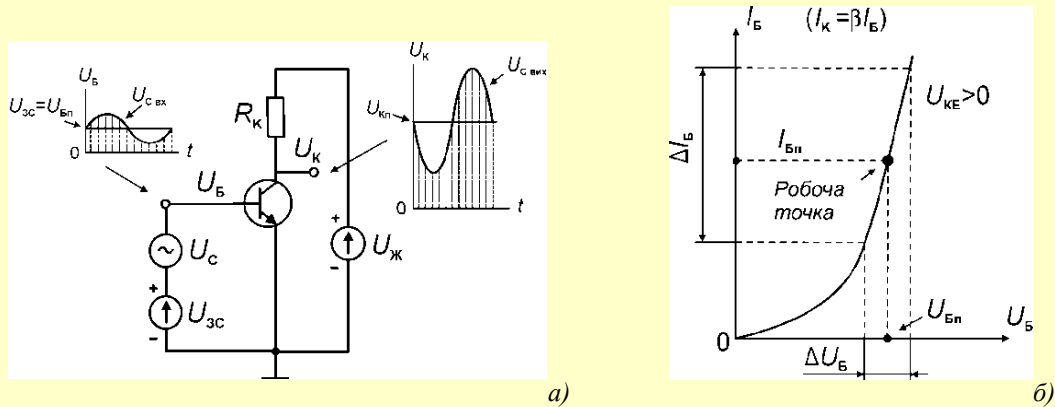 U_Б
U_ЗС=U_Бп
U_С вх
0
t
R_К
U_К
U_Б
U_С
U_ЗС
U_Ж
+
-
+
-
U_К
U_Кп
U_С вих
0
t
а)
I_Б
(I_К =βI_Б)
U_КЕ>0
ΔI_Б
I_Бп
Робоча
точка
U_Бп
U_Б
0
ΔU_Б
б)